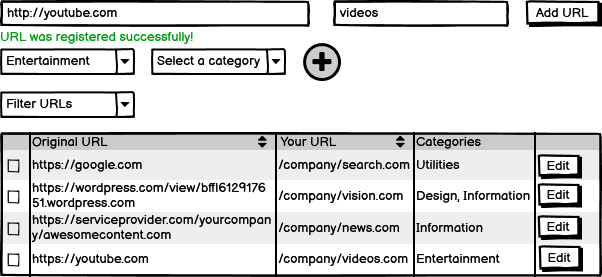 http://youtube.com videos Add URL
URL was registered successfully!
Entertainment Select a category
Filter URLs
Original URL Your URL Categories
https://google.com /company/search.com Utilities Edit
https://wordpress.com/view/bffl6129176
51.wordpress.com /company/vision.com Design, Information Edit
https://serviceprovider.com/yourcompan
y/awesomecontent.com /company/news.com Information Edit
https://youtube.com /company/videos.com Entertainment Edit